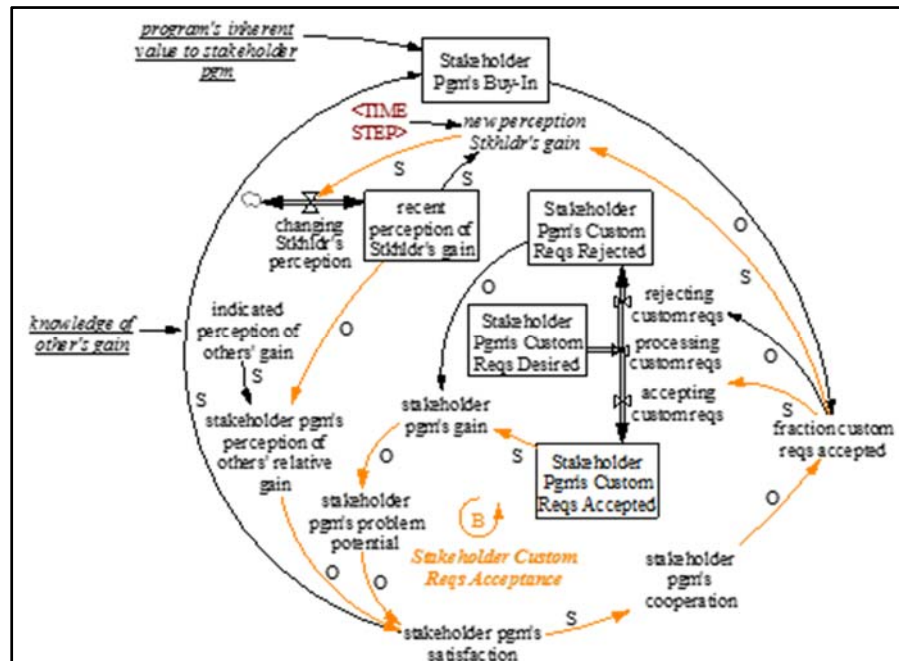 program's inherent
value to stakeholder
pgm
Stakeholder
Pgm's Buy-In
<TIME
STEP>
new perception
Stkhldr's gain
S
S
recent
perception of
Stkhldr's gain
changing
Stkhldr's
perception
Stakeholder
Pgm's Custom
Reqs Rejected
O
S
O
rejecting
custom reqs
O
knowledge of
other's gain
indicated
perception of
others' gain
O
Stakeholder
Pgm's Custom
Reqs Desired
processing
custom reqs
O
S
accepting
custom reqs
S
S
stakeholder pgm's
perception of
others' relative
gain
stakeholder
pgm's gain
S
Stakeholder
Pgm's Custom
Reqs Accepted
fraction custom
reqs accepted
O
stakeholder
pgm's problem
potential
B
Stakeholder Custom
Reqs Acceptance
O
O
O
stakeholder
pgm's
cooperation
S
stakeholder pgm's
satisfaction